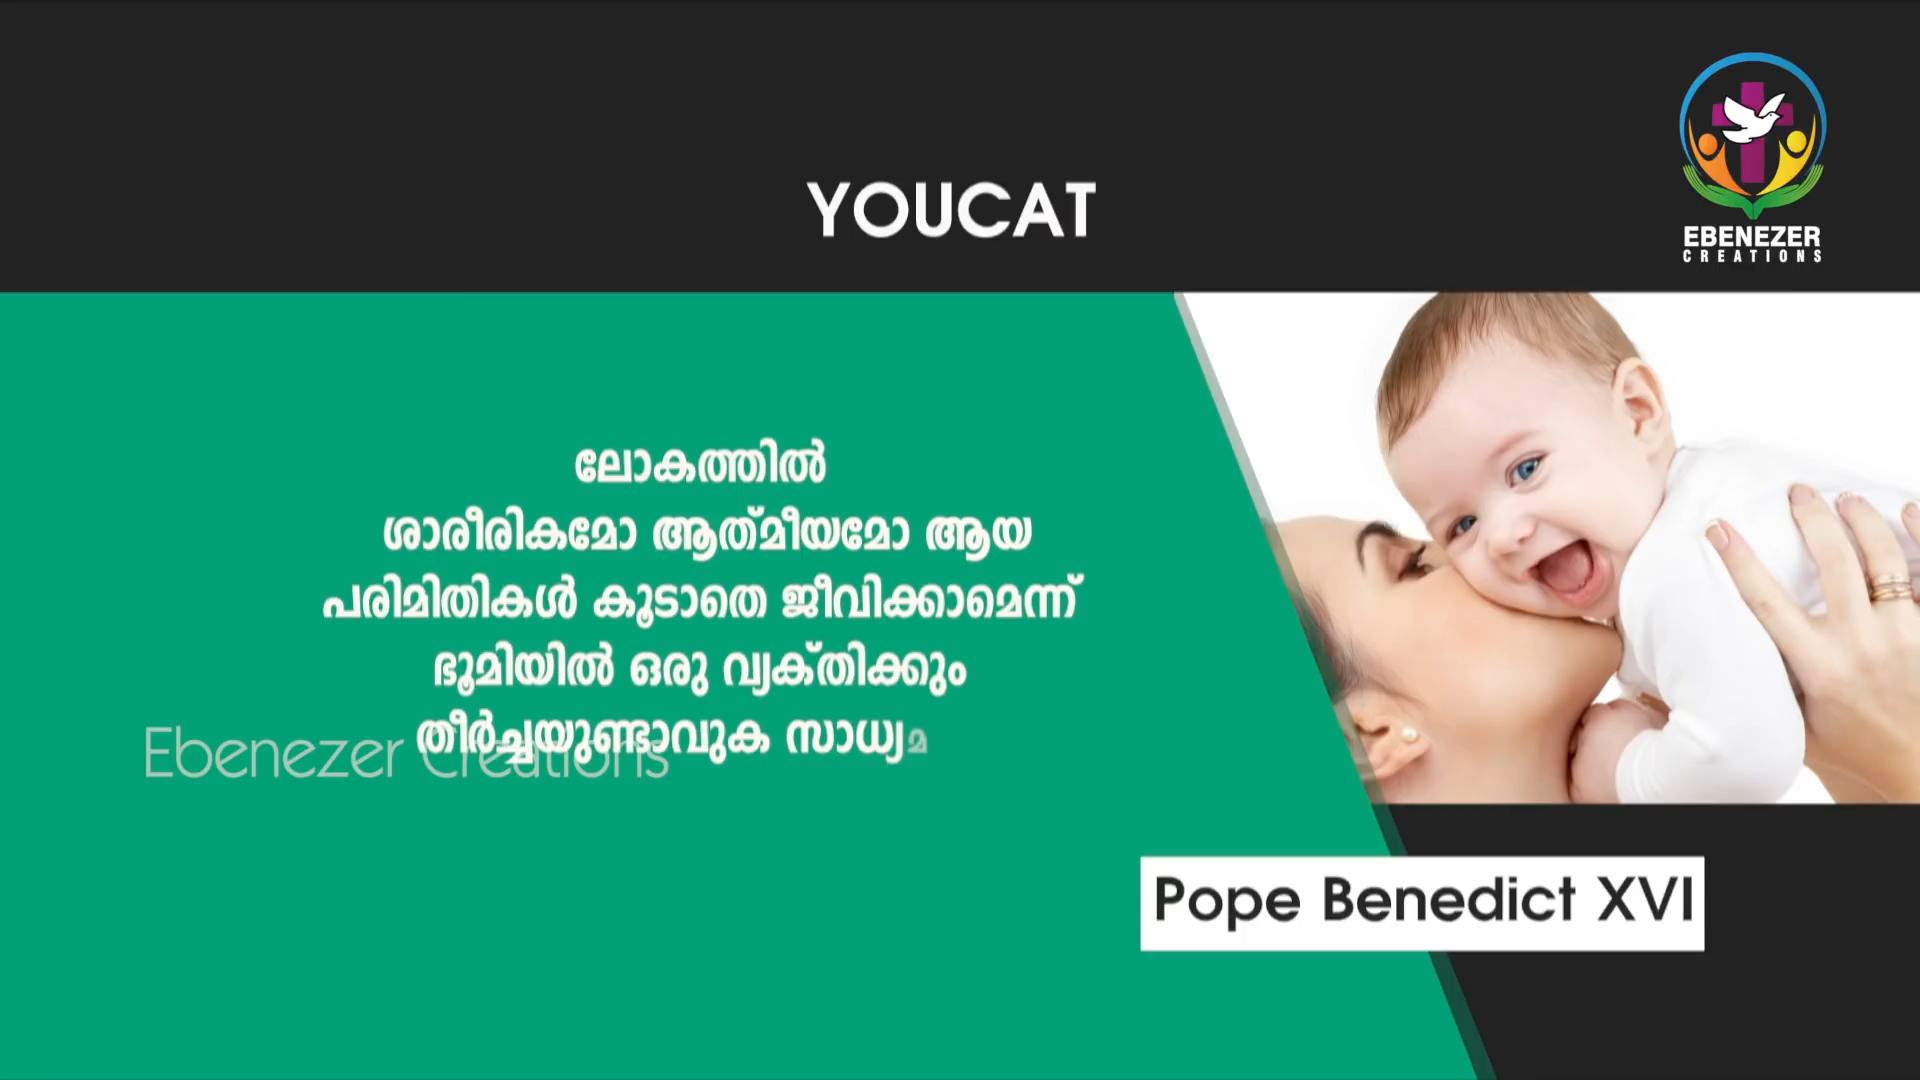 YOUCAT
EBENEZER
CREATIONS
ലോകത്തിൽ
ശാരീരികമോ ആത്മീയമോ ആയ
പരിമിതികൾ കൂടാതെ ജീവിക്കാമെന്ന്
ഭൂമിയിൽ ഒരു വ്യക്തിക്കും
തീർച്ചയുണ്ടാവുക സാധ്യമ
Ebenezer Creations
Pope Benedict XVI